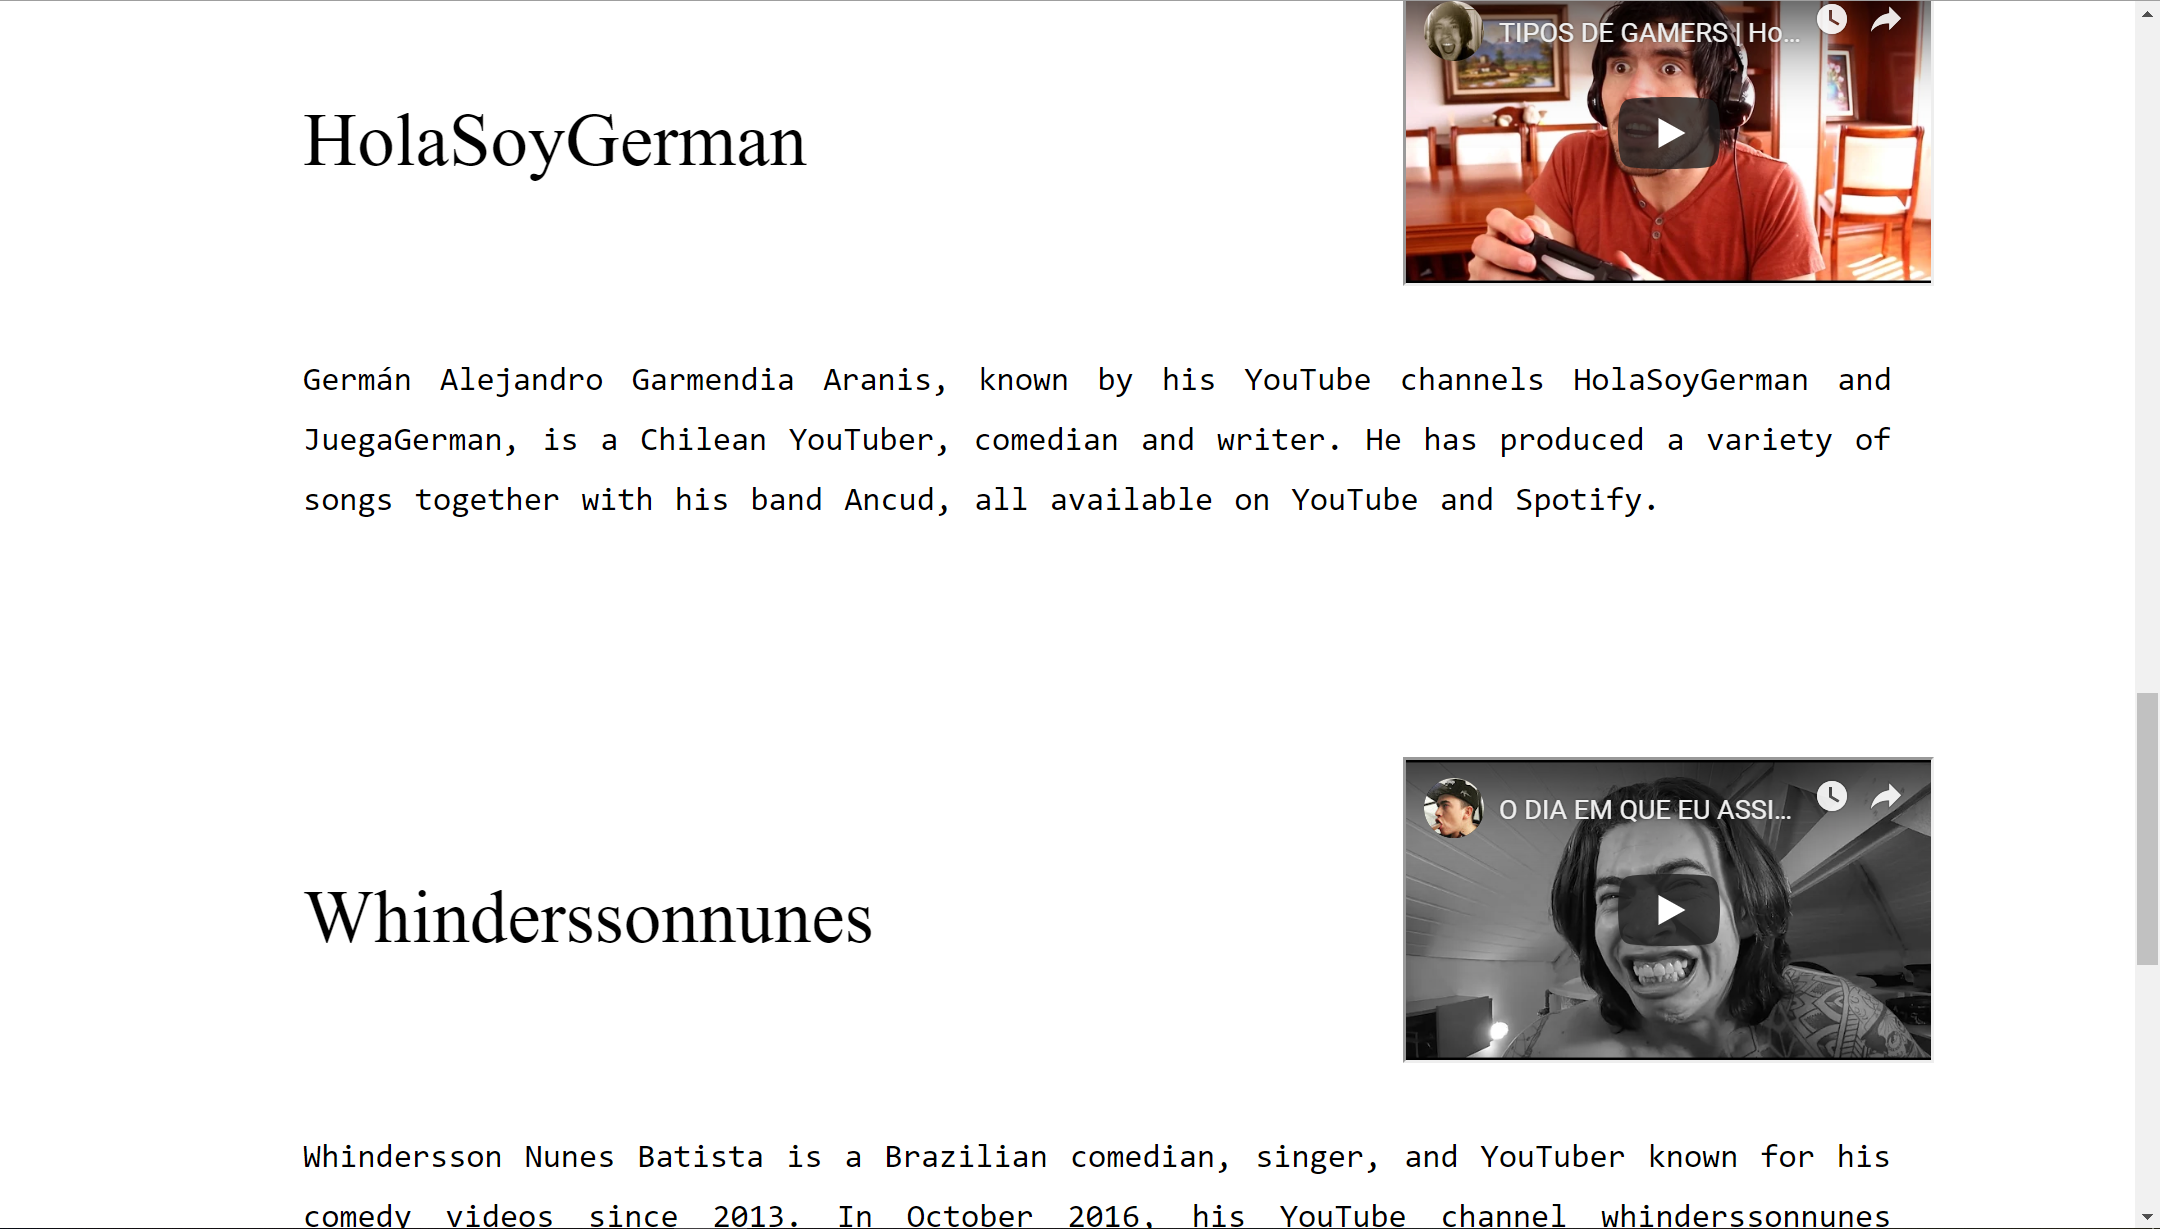 TIPOS DE GAMERS | Ho...
HolaSoyGerman
Germán Alejandro Garmendia Aranis, known by his YouTube channels HolaSoyGerman and
JuegaGerman, is a Chilean YouTuber, comedian and writer. He has produced a variety of
songs together with his band Ancud, all available on YouTube and Spotify.
O DIA EM QUE EU ASSI...
Whinderssonnunes
Whindersson Nunes Batista is a Brazilian comedian, singer, and YouTuber known for his
comedy videos since 2013. In October 2016, his YouTube channel whinderssonnunes